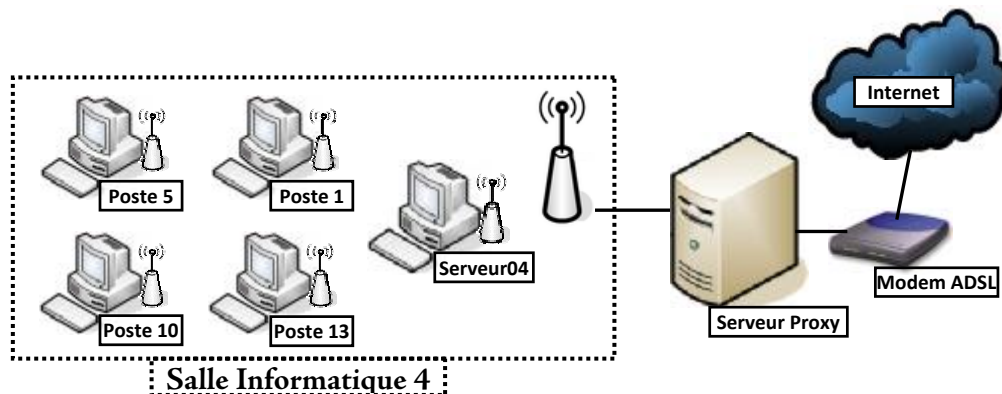 Internet
Poste 5
Poste 1
Serveur04
Modem ADSL
Poste 10
Poste 13
Serveur Proxy
Salle Informatique 4